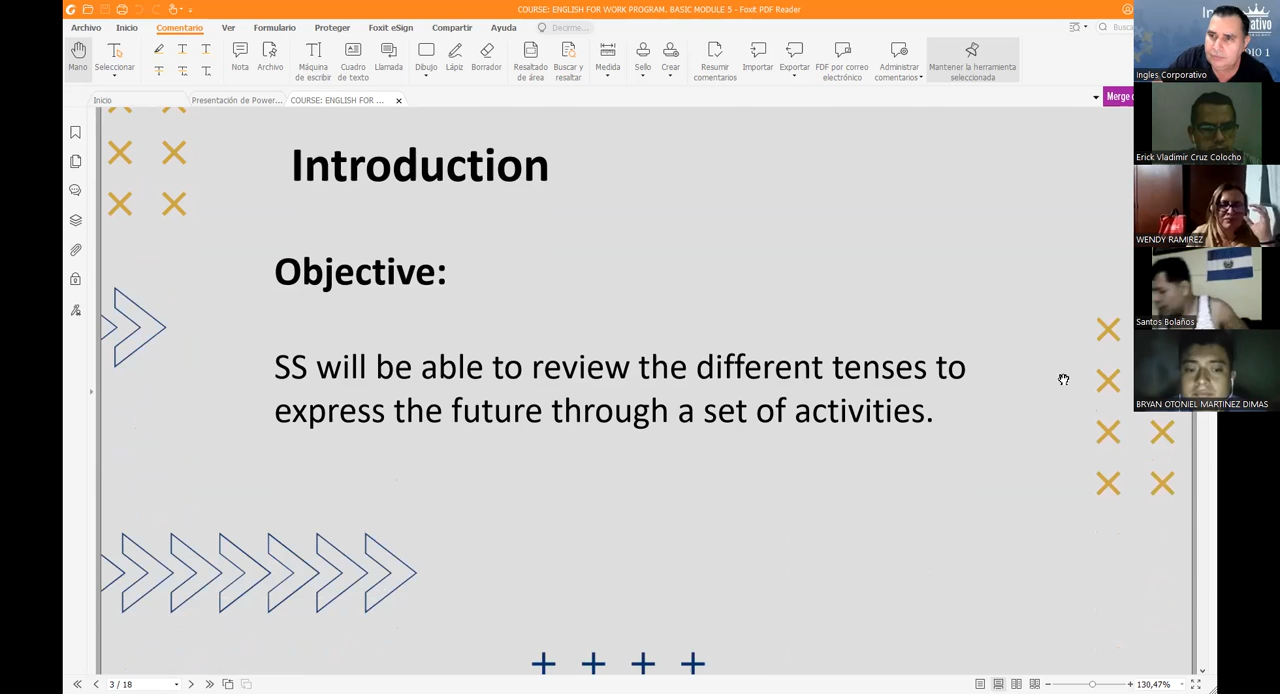 COURSE: ENGLISH FOR WORK PROGRAM. BASIC MODULE 5 - Foxit PDF Reader
Archivo Inicio Comentario Ver Formulario Proteger Foxit eSign Compartir Ayuda Decirme... Busca
Mano Seleccionar Nota Archivo Máquina de escribir Cuadro de texto Llamada Dibujo Lápiz Borrador Resaltado de área Buscar y resaltar Medida Sello Crear Resumir comentarios Importar Exportar PDF por correo electrónico Administrar comentarios Mantener la herramienta seleccionada
Inicio Presentación de Power... COURSE: ENGLISH FOR W ...
Merge
Introduction
Objective:
SS will be able to review the different tenses to
express the future through a set of activities.
Ingles Corporativo
Erick Vladimir Cruz Colocho
WENDY RAMIREZ
Santos Bolaños
BRYAN OTONIEL MARTINEZ DIMAS
3 / 18
130,47%